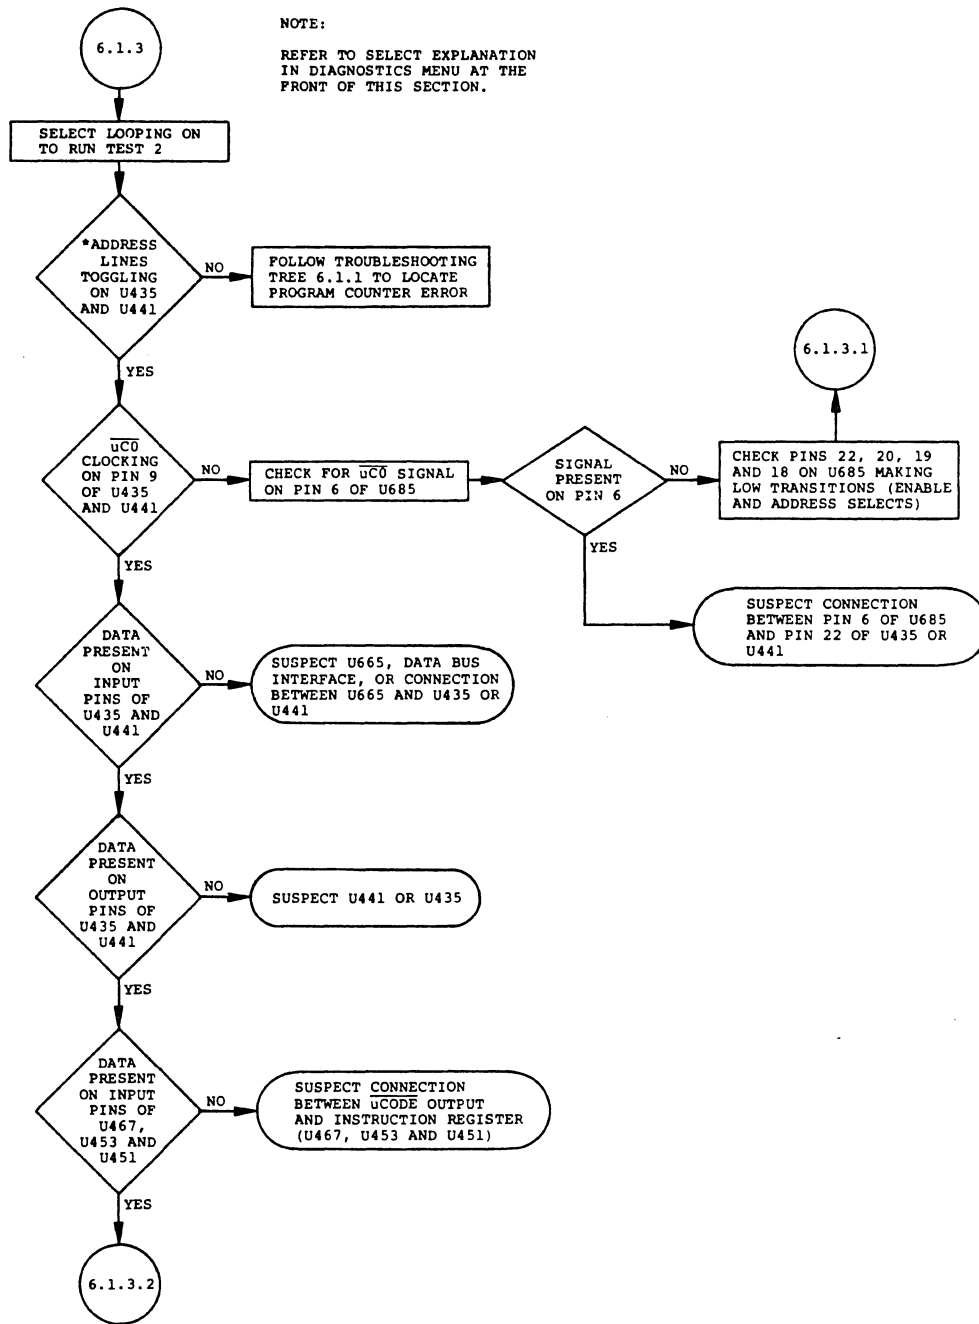 6.1.3
NOTE:
REFER TO SELECT EXPLANATION
IN DIAGNOSTICS MENU AT THE
FRONT OF THIS SECTION.
SELECT LOOPING ON
TO RUN TEST 2
*ADDRESS
LINES
TOGGLING
ON U435
AND U441
NO
FOLLOW TROUBLESHOOTING
TREE 6.1.1 TO LOCATE
PROGRAM COUNTER ERROR
YES
uC0
CLOCKING
ON PIN 9
OF U435
AND U441
NO
CHECK FOR uC0 SIGNAL
ON PIN 6 OF U685
SIGNAL
PRESENT
ON PIN 6
NO
CHECK PINS 22, 20, 19
AND 18 ON U685 MAKING
LOW TRANSITIONS (ENABLE
AND ADDRESS SELECTS)
6.1.3.1
YES
SUSPECT CONNECTION
BETWEEN PIN 6 OF U685
AND PIN 22 OF U435 OR
U441
YES
DATA
PRESENT
ON
INPUT
PINS OF
U435 AND
U441
NO
SUSPECT U665, DATA BUS
INTERFACE, OR CONNECTION
BETWEEN U665 AND U435 OR
U441
YES
DATA
PRESENT
ON
OUTPUT
PINS OF
U435 AND
U441
NO
SUSPECT U441 OR U435
YES
DATA
PRESENT
ON INPUT
PINS OF
U467,
U453 AND
U451
NO
SUSPECT CONNECTION
BETWEEN uCODE OUTPUT
AND INSTRUCTION REGISTER
(U467, U453 AND U451)
YES
6.1.3.2